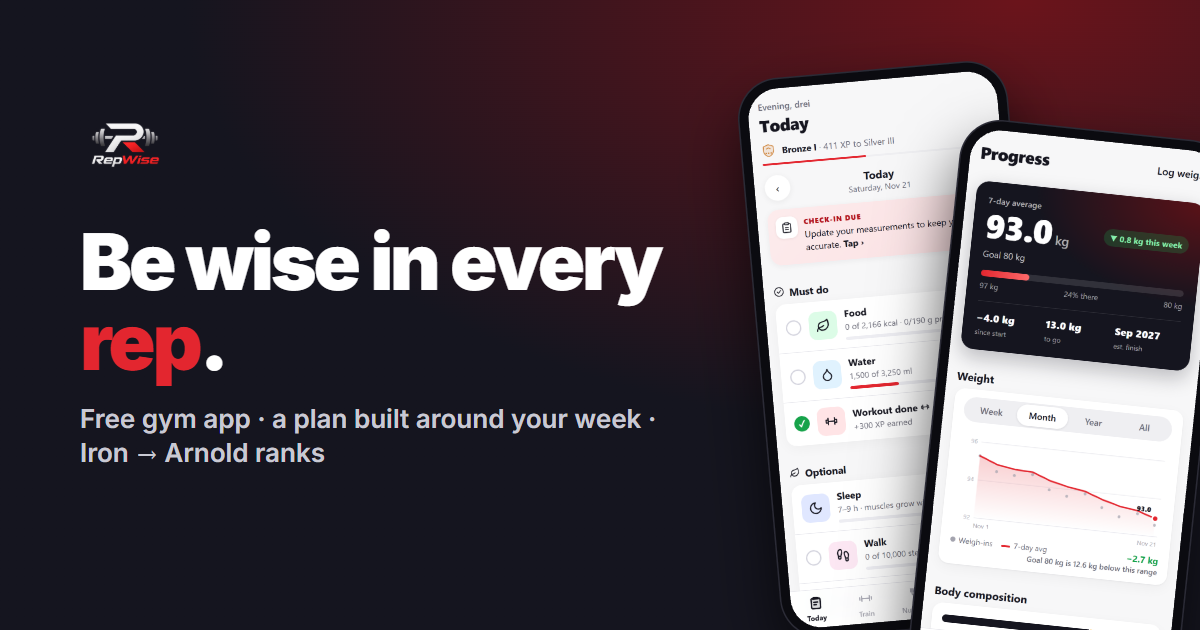 RepWise
Be wise in every
rep.
Free gym app · a plan built around your week ·
Iron → Arnold ranks
Evening, drei
Today
Bronze I · 411 XP to Silver III
Today
Saturday, Nov 21
CHECK-IN DUE
Update your measurements to keep
accurate. Tap ›
Must do
Food
0 of 2,166 kcal · 0/190 g
Water
1,500 of 3,250 ml
Workout done
+300 XP earned
Optional
Sleep
7–9 h · muscles grow
Walk
0 of 10,000
Today
Train
Progress
Log
7-day average
93.0 kg
▼ 0.8 kg this week
Goal 80 kg
97 kg
24% there
80 kg
−4.0 kg
since start
13.0 kg
to go
Sep 2027
est. finish
Weight
Week
Month
Year
All
96
94
92
93.0
Nov 1
Nov 21
Weigh-ins
7-day avg
−2.7 kg
Goal 80 kg is 12.6 kg below this range
Body composition